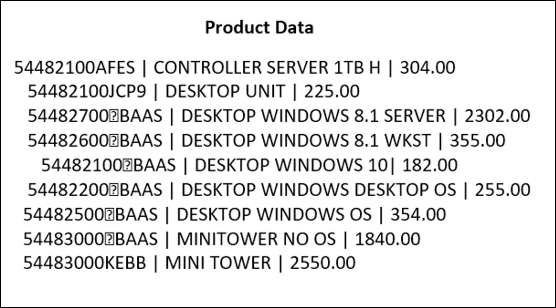 Product Data
54482100AFES | CONTROLLER SERVER 1TB H | 304.00
54482100JCP9 | DESKTOP UNIT | 225.00
54482700⍰BAAS | DESKTOP WINDOWS 8.1 SERVER | 2302.00
54482600⍰BAAS | DESKTOP WINDOWS 8.1 WKST | 355.00
54482100⍰BAAS | DESKTOP WINDOWS 10| 182.00
54482200⍰BAAS | DESKTOP WINDOWS DESKTOP OS | 255.00
54482500⍰BAAS | DESKTOP WINDOWS OS | 354.00
54483000⍰BAAS | MINITOWER NO OS | 1840.00
54483000KEBB | MINI TOWER | 2550.00